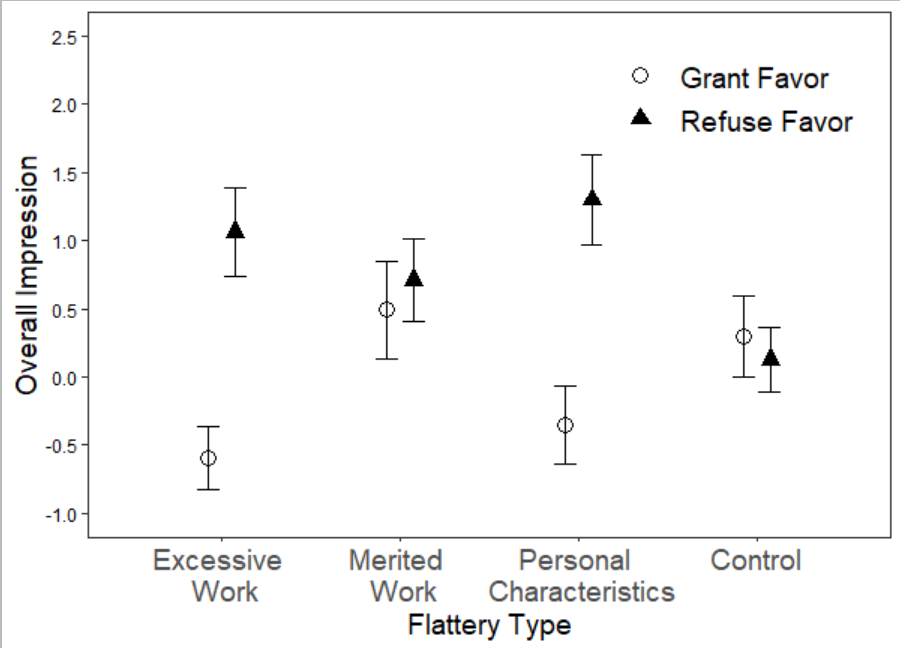 2.5
Grant Favor
2.0
Refuse Favor
1.5
1.0
0.5
0.0
-0.5
-1.0
Overall Impression
Excessive
Work
Merited
Work
Personal
Characteristics
Control
Flattery Type